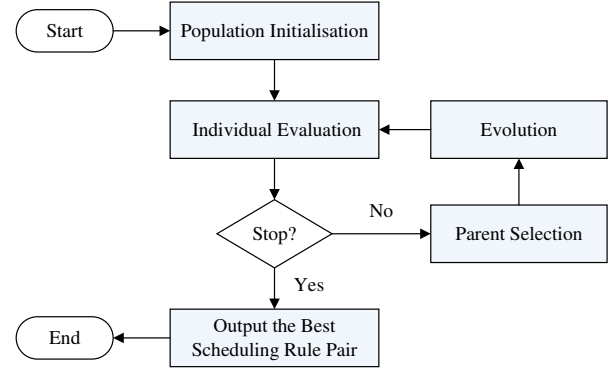 Start
Population Initialisation
Individual Evaluation
Evolution
Stop?
No
Parent Selection
Yes
End
Output the Best
Scheduling Rule Pair